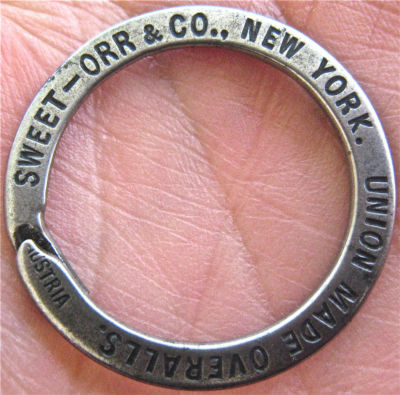 SWEET-ORR & CO., NEW YORK.
UNION MADE OVERALLS.
AUSTRIA